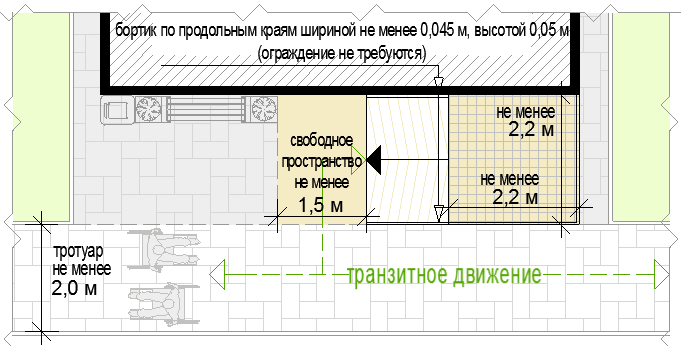 бортик по продольным краям шириной не менее 0,045 м, высотой 0,05 м
(ограждение не требуются)
не менее
2,2 м
свободное
пространство
не менее
1,5 м
не менее
2,2 м
тротуар
не менее
2,0 м
транзитное движение